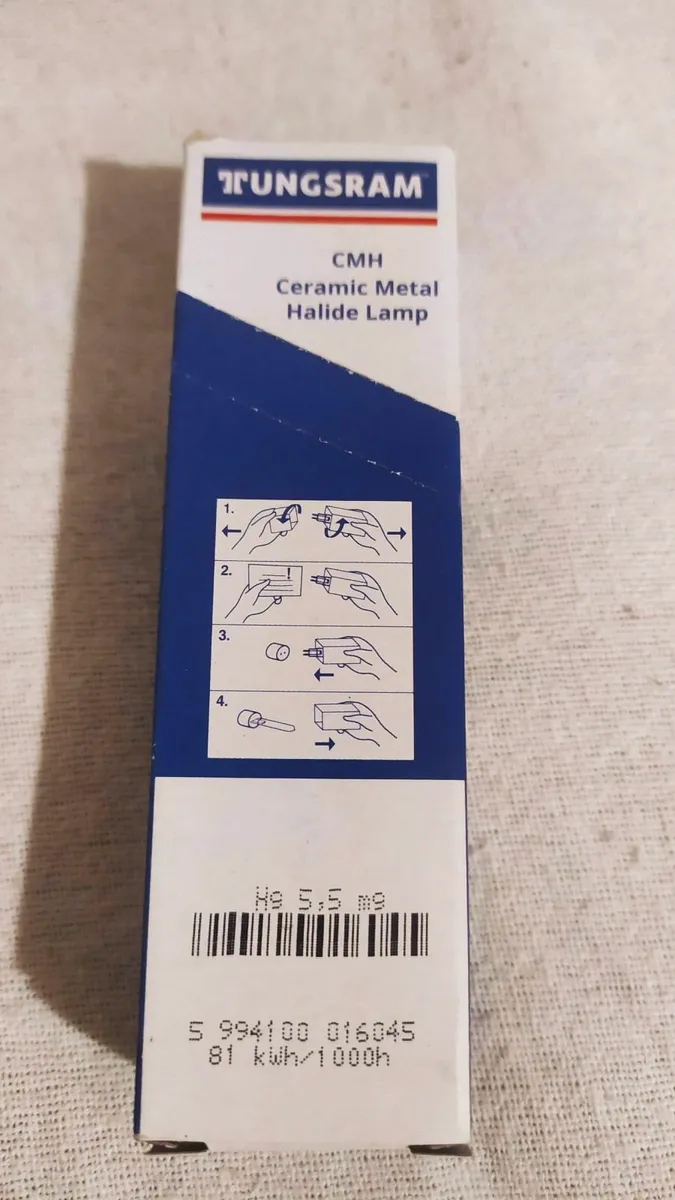 TUNGSRAM
CMH
Ceramic Metal
Halide Lamp
1.
!
2.
3.
4.
Hg 5,5 mg
5 994100 016045
81 kWh/1000h